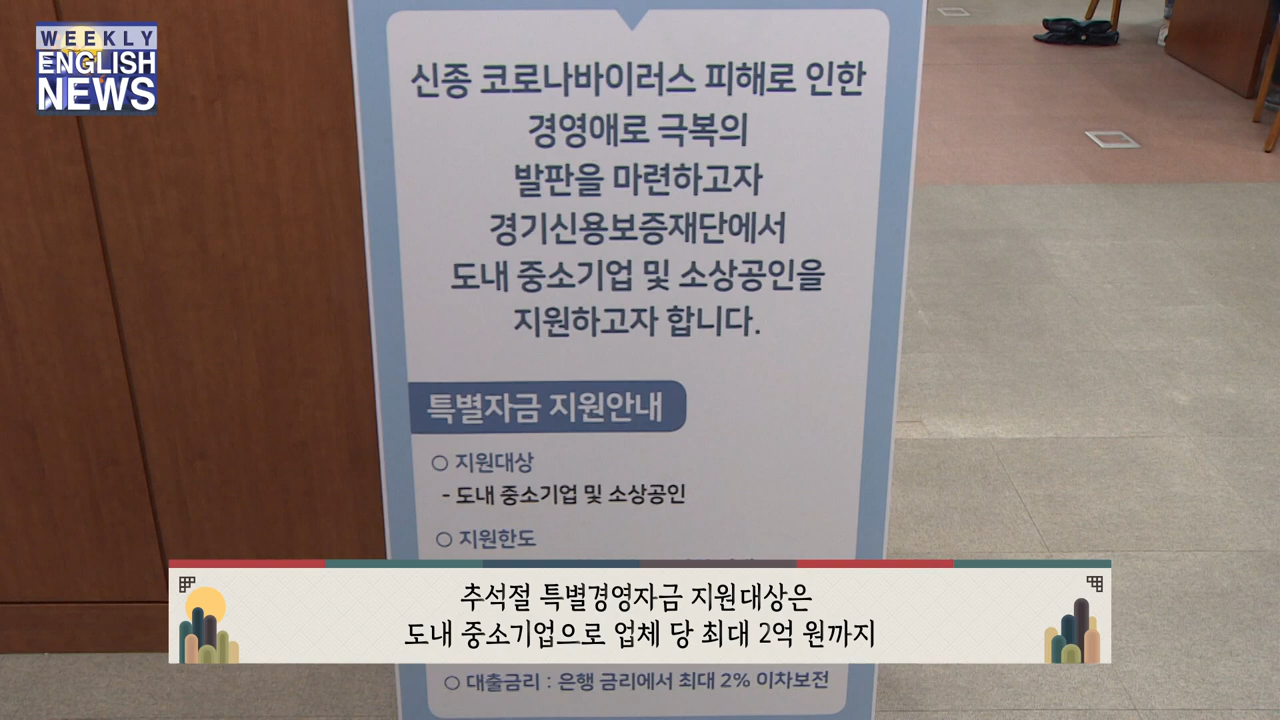 WEEKLY
ENGLISH
NEWS
신종 코로나바이러스 피해로 인한
경영애로 극복의
발판을 마련하고자
경기신용보증재단에서
도내 중소기업 및 소상공인을
지원하고자 합니다.
특별자금 지원안내
○ 지원대상
- 도내 중소기업 및 소상공인
○ 지원한도
추석절 특별경영자금 지원대상은
도내 중소기업으로 업체 당 최대 2억 원까지
○ 대출금리 : 은행 금리에서 최대 2% 이차보전